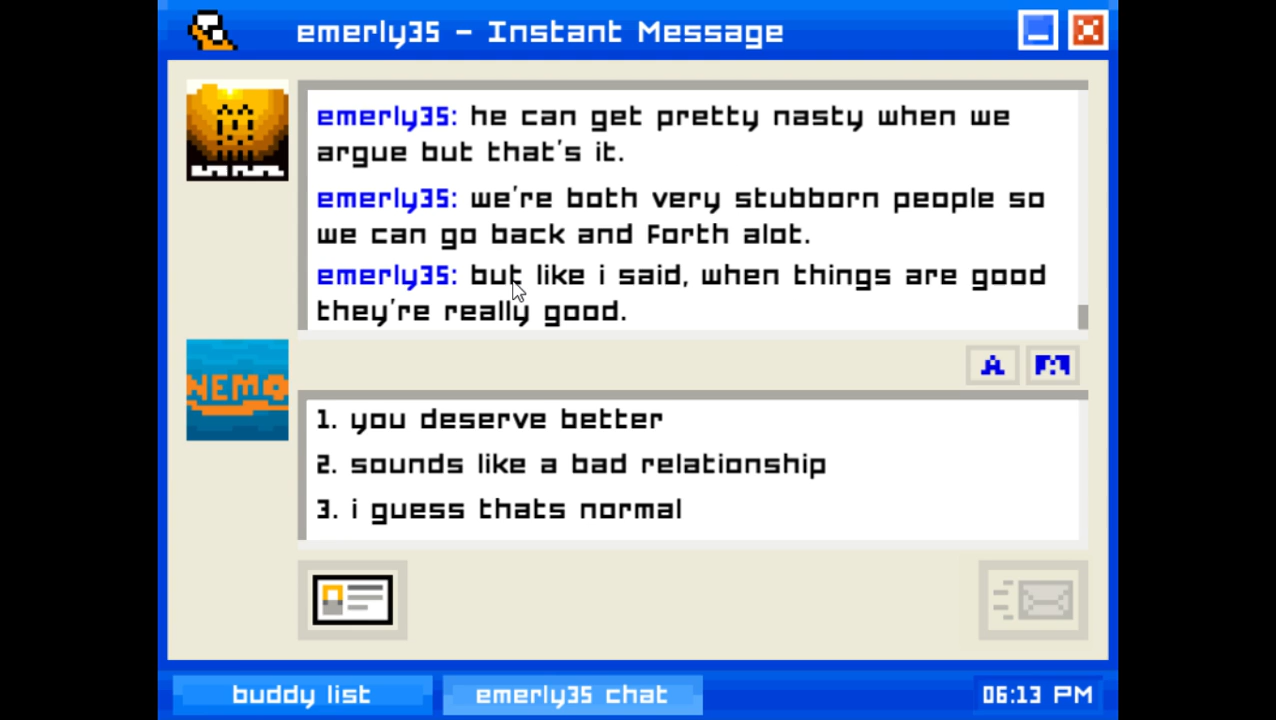 emerly35 - Instant Message
emerly35: he can get pretty nasty when we
argue but that's it.
emerly35: we're both very stubborn people so
we can go back and forth alot.
emerly35: but like i said, when things are good
they're really good.
A
NEMO
1. you deserve better
2. sounds like a bad relationship
3. i guess thats normal
buddy list
emerly35 chat
06:13 PM